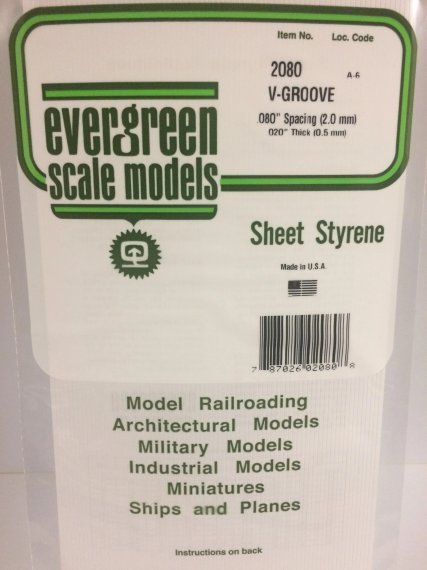 Item No. Loc. Code
2080 A-6
V-GROOVE
.080" Spacing (2.0 mm)
.020" Thick (0.5 mm)
evergreen
scale models
Sheet Styrene
Made in U.S.A
7 87026 02080 8
Model Railroading
Architectural Models
Military Models
Industrial Models
Miniatures
Ships and Planes
Instructions on back